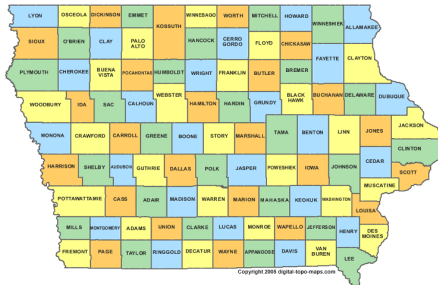 LYON
OSCEOLA
DICKINSON
EMMET
KOSSUTH
WINNEBAGO
WORTH
MITCHELL
HOWARD
WINNESHIEK
ALLAMAKEE
SIOUX
O'BRIEN
CLAY
PALO
ALTO
HANCOCK
CERRO
GORDO
FLOYD
CHICKASAW
FAYETTE
CLAYTON
PLYMOUTH
CHEROKEE
BUENA
VISTA
POCAHONTAS
HUMBOLDT
WRIGHT
FRANKLIN
BUTLER
BREMER
WOODBURY
IDA
SAC
CALHOUN
WEBSTER
HAMILTON
HARDIN
GRUNDY
BLACK
HAWK
BUCHANAN
DELAWARE
DUBUQUE
MONONA
CRAWFORD
CARROLL
GREENE
BOONE
STORY
MARSHALL
TAMA
BENTON
LINN
JONES
JACKSON
CLINTON
HARRISON
SHELBY
AUDUBON
GUTHRIE
DALLAS
POLK
JASPER
POWESHIEK
IOWA
JOHNSON
CEDAR
SCOTT
MUSCATINE
POTTAWATTAMIE
CASS
ADAIR
MADISON
WARREN
MARION
MAHASKA
KEOKUK
WASHINGTON
LOUISA
MILLS
MONTGOMERY
ADAMS
UNION
CLARKE
LUCAS
MONROE
WAPELLO
JEFFERSON
HENRY
DES
MOINES
FREMONT
PAGE
TAYLOR
RINGGOLD
DECATUR
WAYNE
APPANOOSE
DAVIS
VAN
BUREN
LEE
Copyright 2005 digital-topo-maps.com